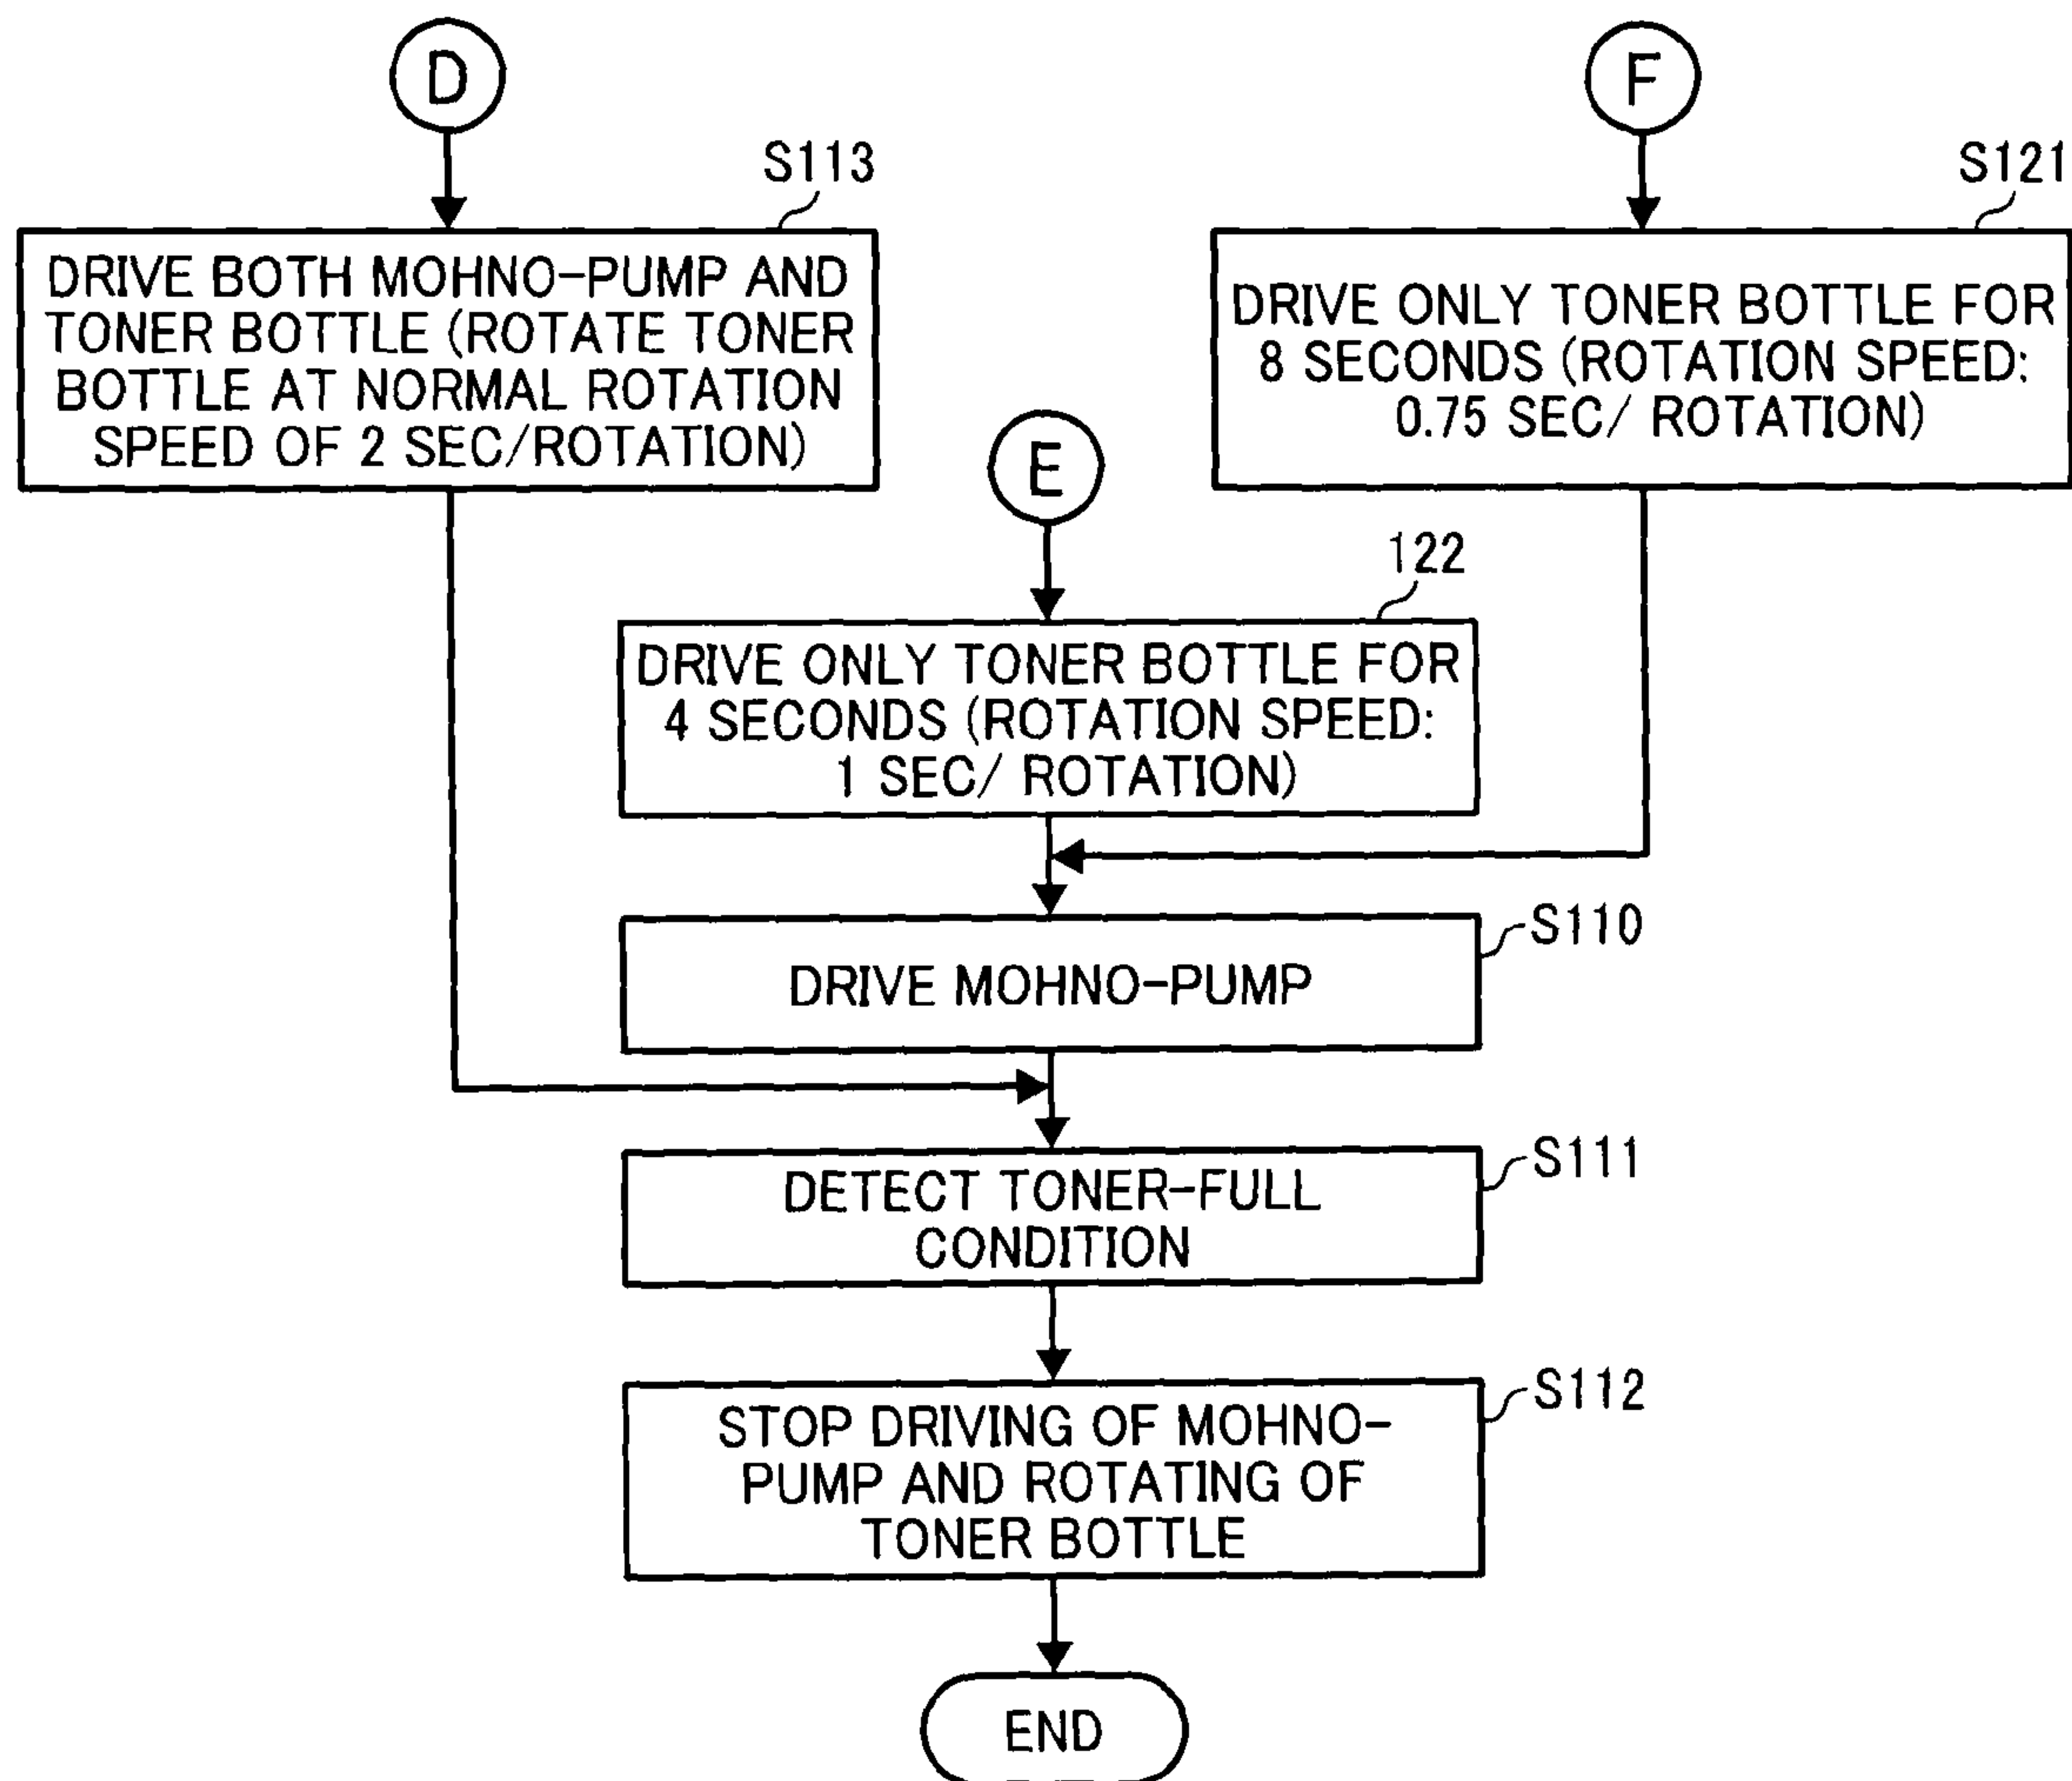 D
S113
DRIVE BOTH MOHNO-PUMP AND
TONER BOTTLE (ROTATE TONER
BOTTLE AT NORMAL ROTATION
SPEED OF 2 SEC/ROTATION)
F
S121
DRIVE ONLY TONER BOTTLE FOR
8 SECONDS (ROTATION SPEED:
0.75 SEC/ ROTATION)
E
122
DRIVE ONLY TONER BOTTLE FOR
4 SECONDS (ROTATION SPEED:
1 SEC/ ROTATION)
S110
DRIVE MOHNO-PUMP
S111
DETECT TONER-FULL
CONDITION
S112
STOP DRIVING OF MOHNO-
PUMP AND ROTATING OF
TONER BOTTLE
END